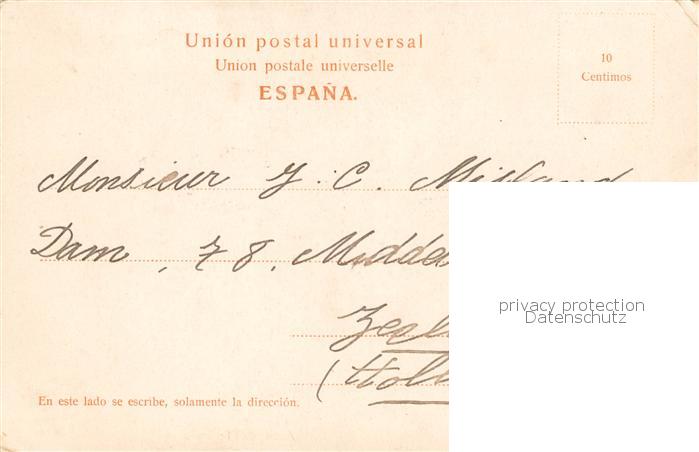 Unión postal universal
Union postale universelle
ESPAÑA.
10
Centimos
Monsieur J. C.
Dam, 78,
privacy protection
Datenschutz
En este lado se escribe, solamente la dirección.